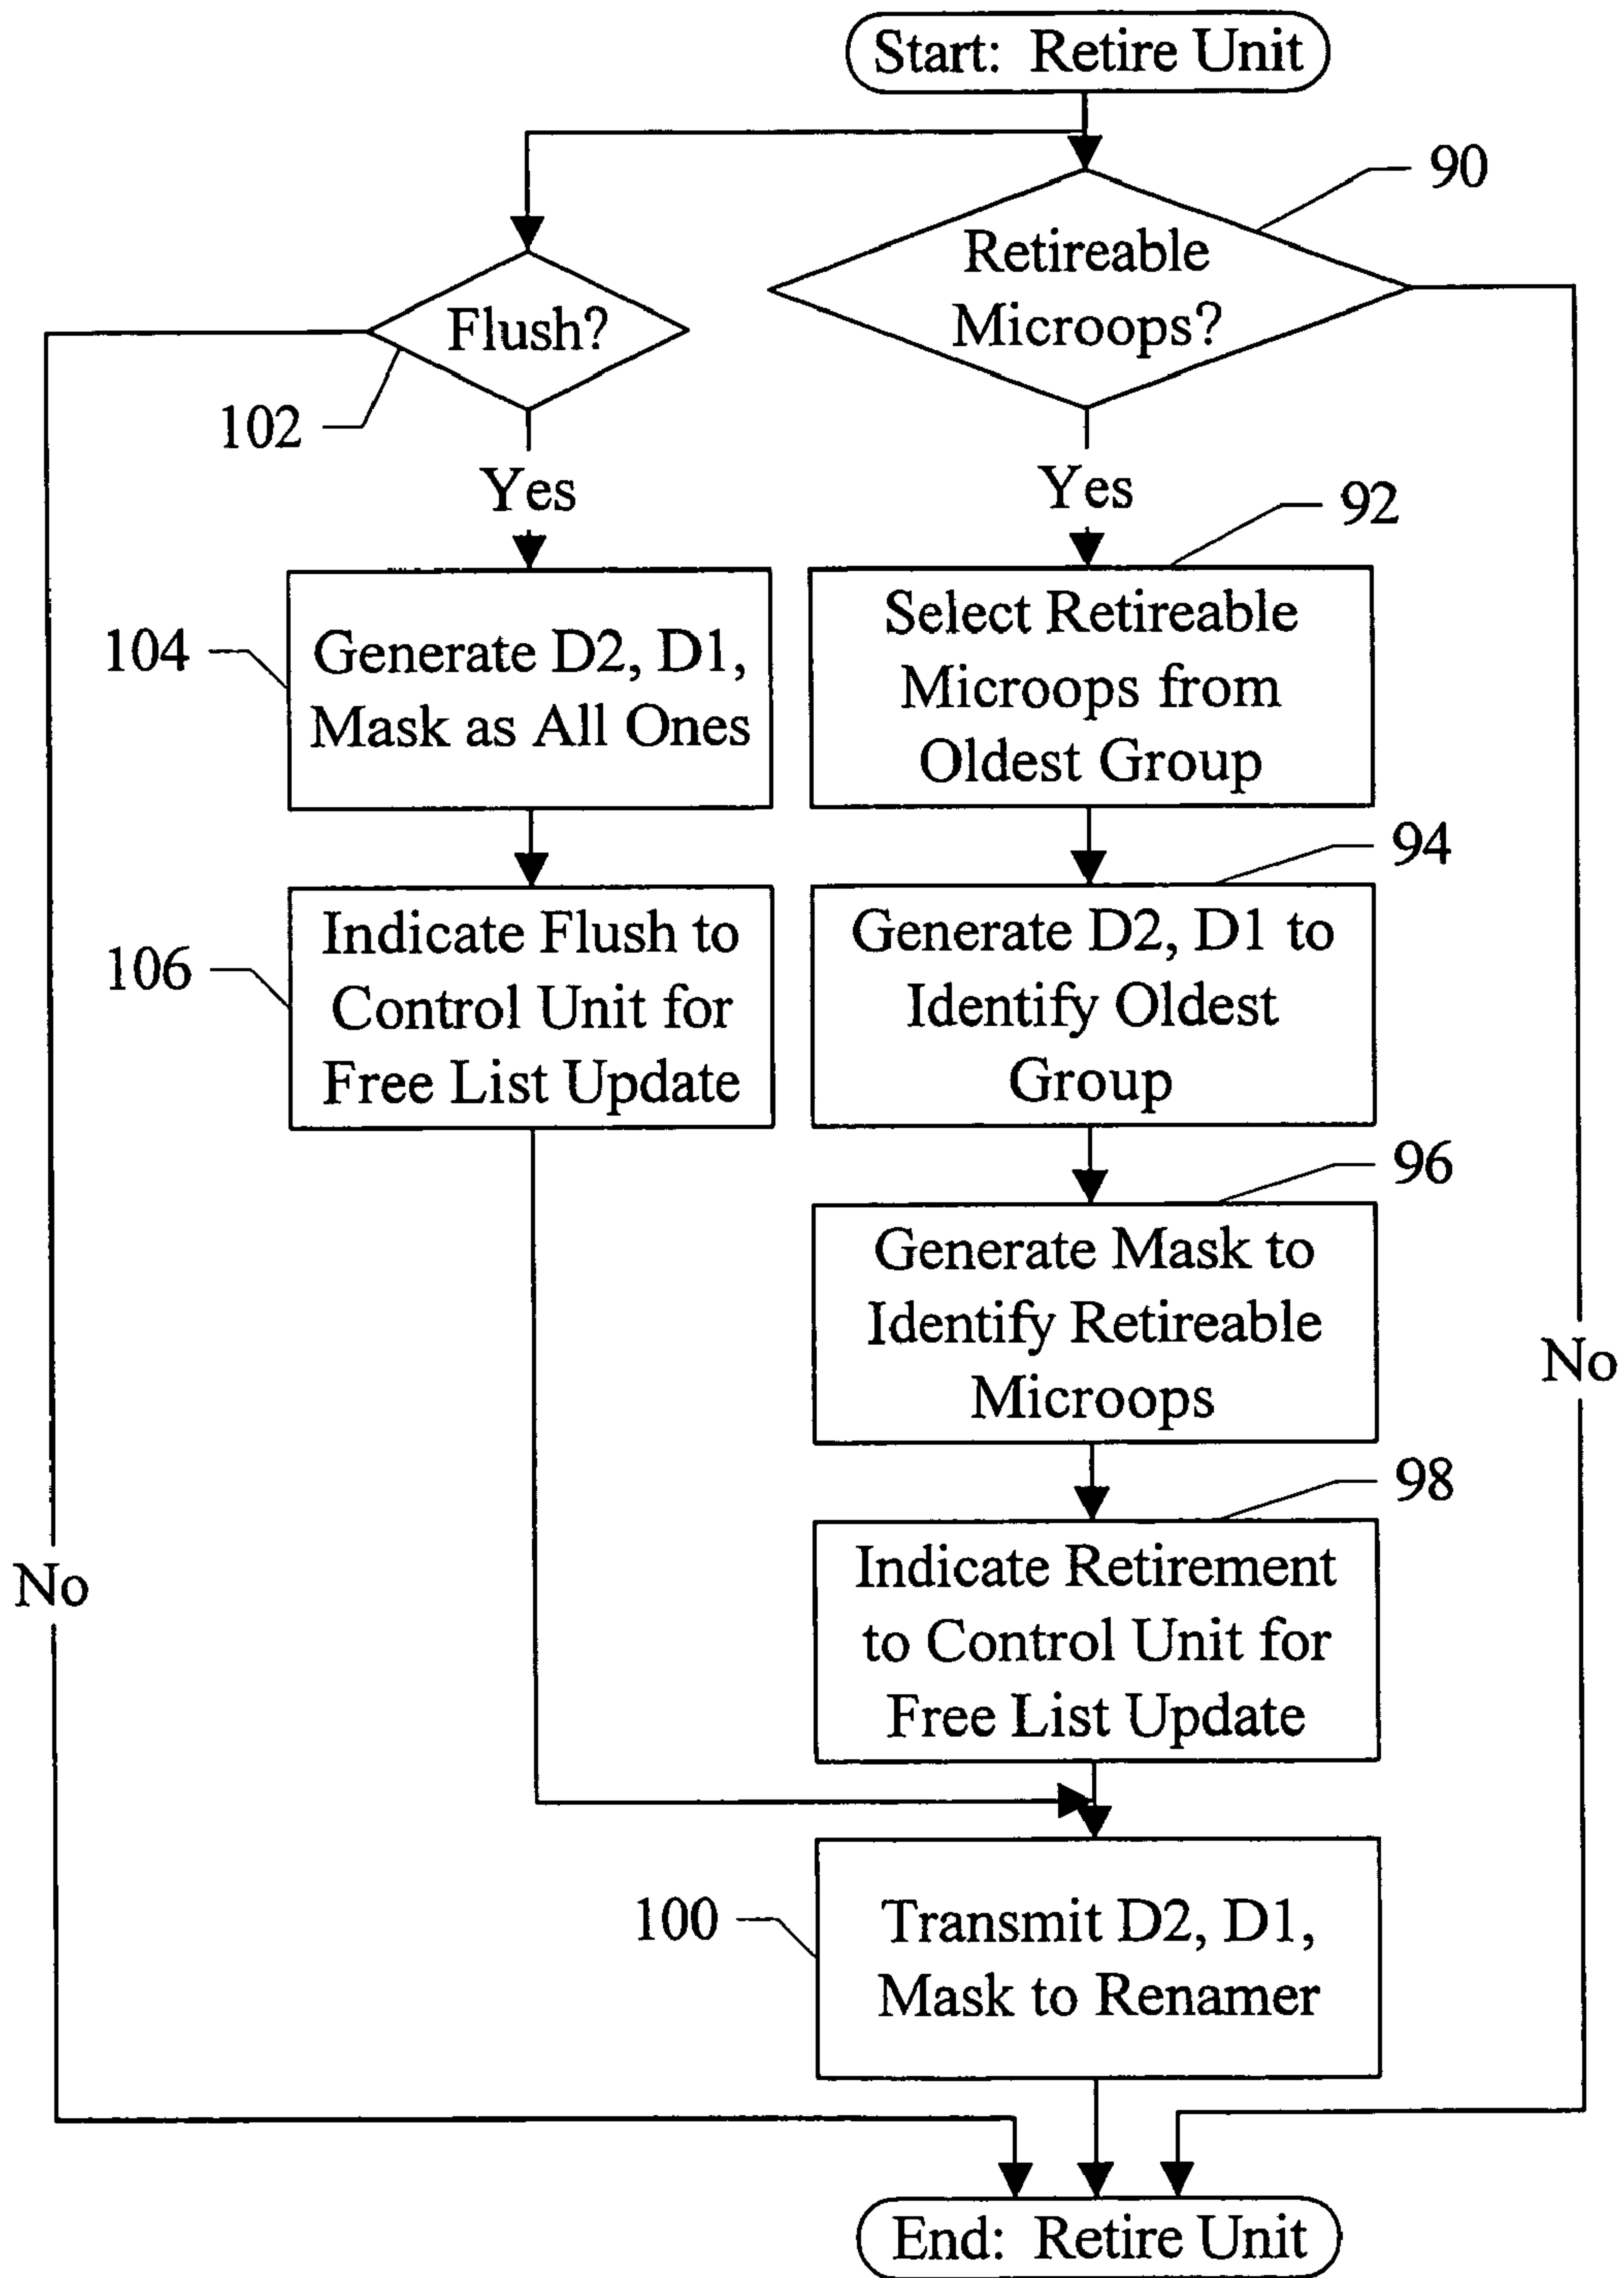 Start: Retire Unit
90
Retireable
Microops?
Flush?
102
Yes
Yes
92
Select Retireable
Microops from
Oldest Group
104
Generate D2, D1,
Mask as All Ones
94
Generate D2, D1 to
Identify Oldest
Group
106
Indicate Flush to
Control Unit for
Free List Update
96
Generate Mask to
Identify Retireable
Microops
No
98
Indicate Retirement
to Control Unit for
Free List Update
No
100
Transmit D2, D1,
Mask to Renamer
End: Retire Unit